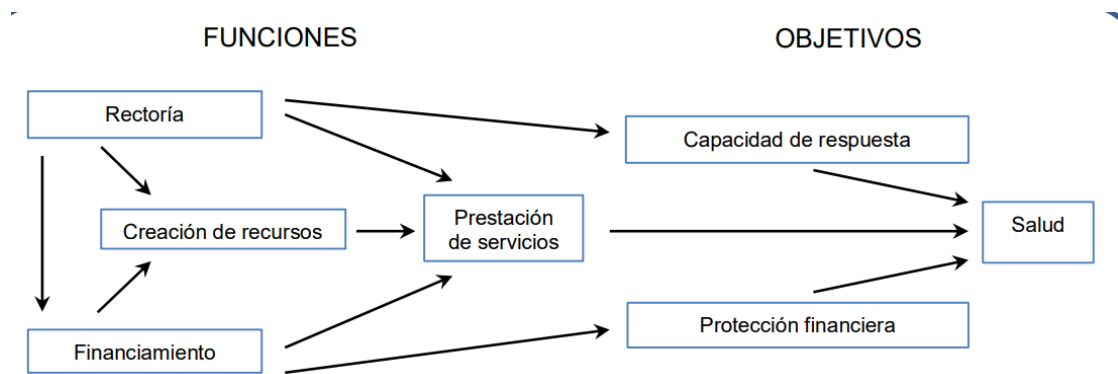 FUNCIONES
OBJETIVOS
Rectoría
Capacidad de respuesta
Creación de recursos
Prestación
de servicios
Salud
Financiamiento
Protección financiera